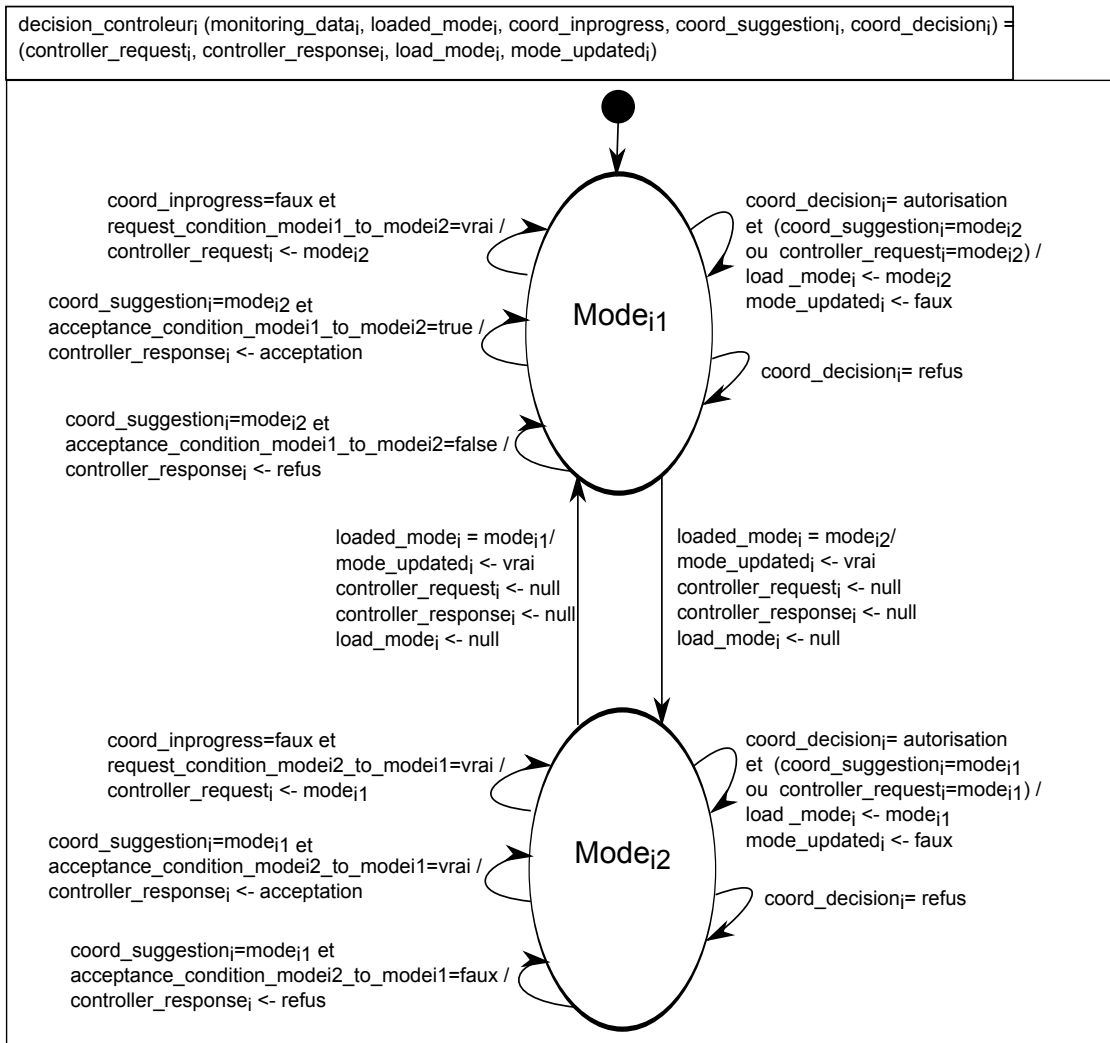 decision_controleuri (monitoring_datai, loaded_modei, coord_inprogress, coord_suggestioni, coord_decisioni) =
(controller_requesti, controller_responsei, load_modei, mode_updatedi)
coord_inprogress=faux et
request_condition_modei1_to_modei2=vrai /
controller_requesti <- modei2
coord_suggestioni=modei2 et
acceptance_condition_modei1_to_modei2=true /
controller_responsei <- acceptation
coord_suggestioni=modei2 et
acceptance_condition_modei1_to_modei2=false /
controller_responsei <- refus
Modei1
coord_decisioni= autorisation
et (coord_suggestioni=modei2
ou controller_requesti=modei2) /
load _modei <- modei2
mode_updatedi <- faux
coord_decisioni= refus
loaded_modei = modei1/
mode_updatedi <- vrai
controller_requesti <- null
controller_responsei <- null
load_modei <- null
loaded_modei = modei2/
mode_updatedi <- vrai
controller_requesti <- null
controller_responsei <- null
load_modei <- null
coord_inprogress=faux et
request_condition_modei2_to_modei1=vrai /
controller_requesti <- modei1
coord_suggestioni=modei1 et
acceptance_condition_modei2_to_modei1=vrai /
controller_responsei <- acceptation
coord_suggestioni=modei1 et
acceptance_condition_modei2_to_modei1=faux /
controller_responsei <- refus
Modei2
coord_decisioni= autorisation
et (coord_suggestioni=modei1
ou controller_requesti=modei1) /
load _modei <- modei1
mode_updatedi <- faux
coord_decisioni= refus